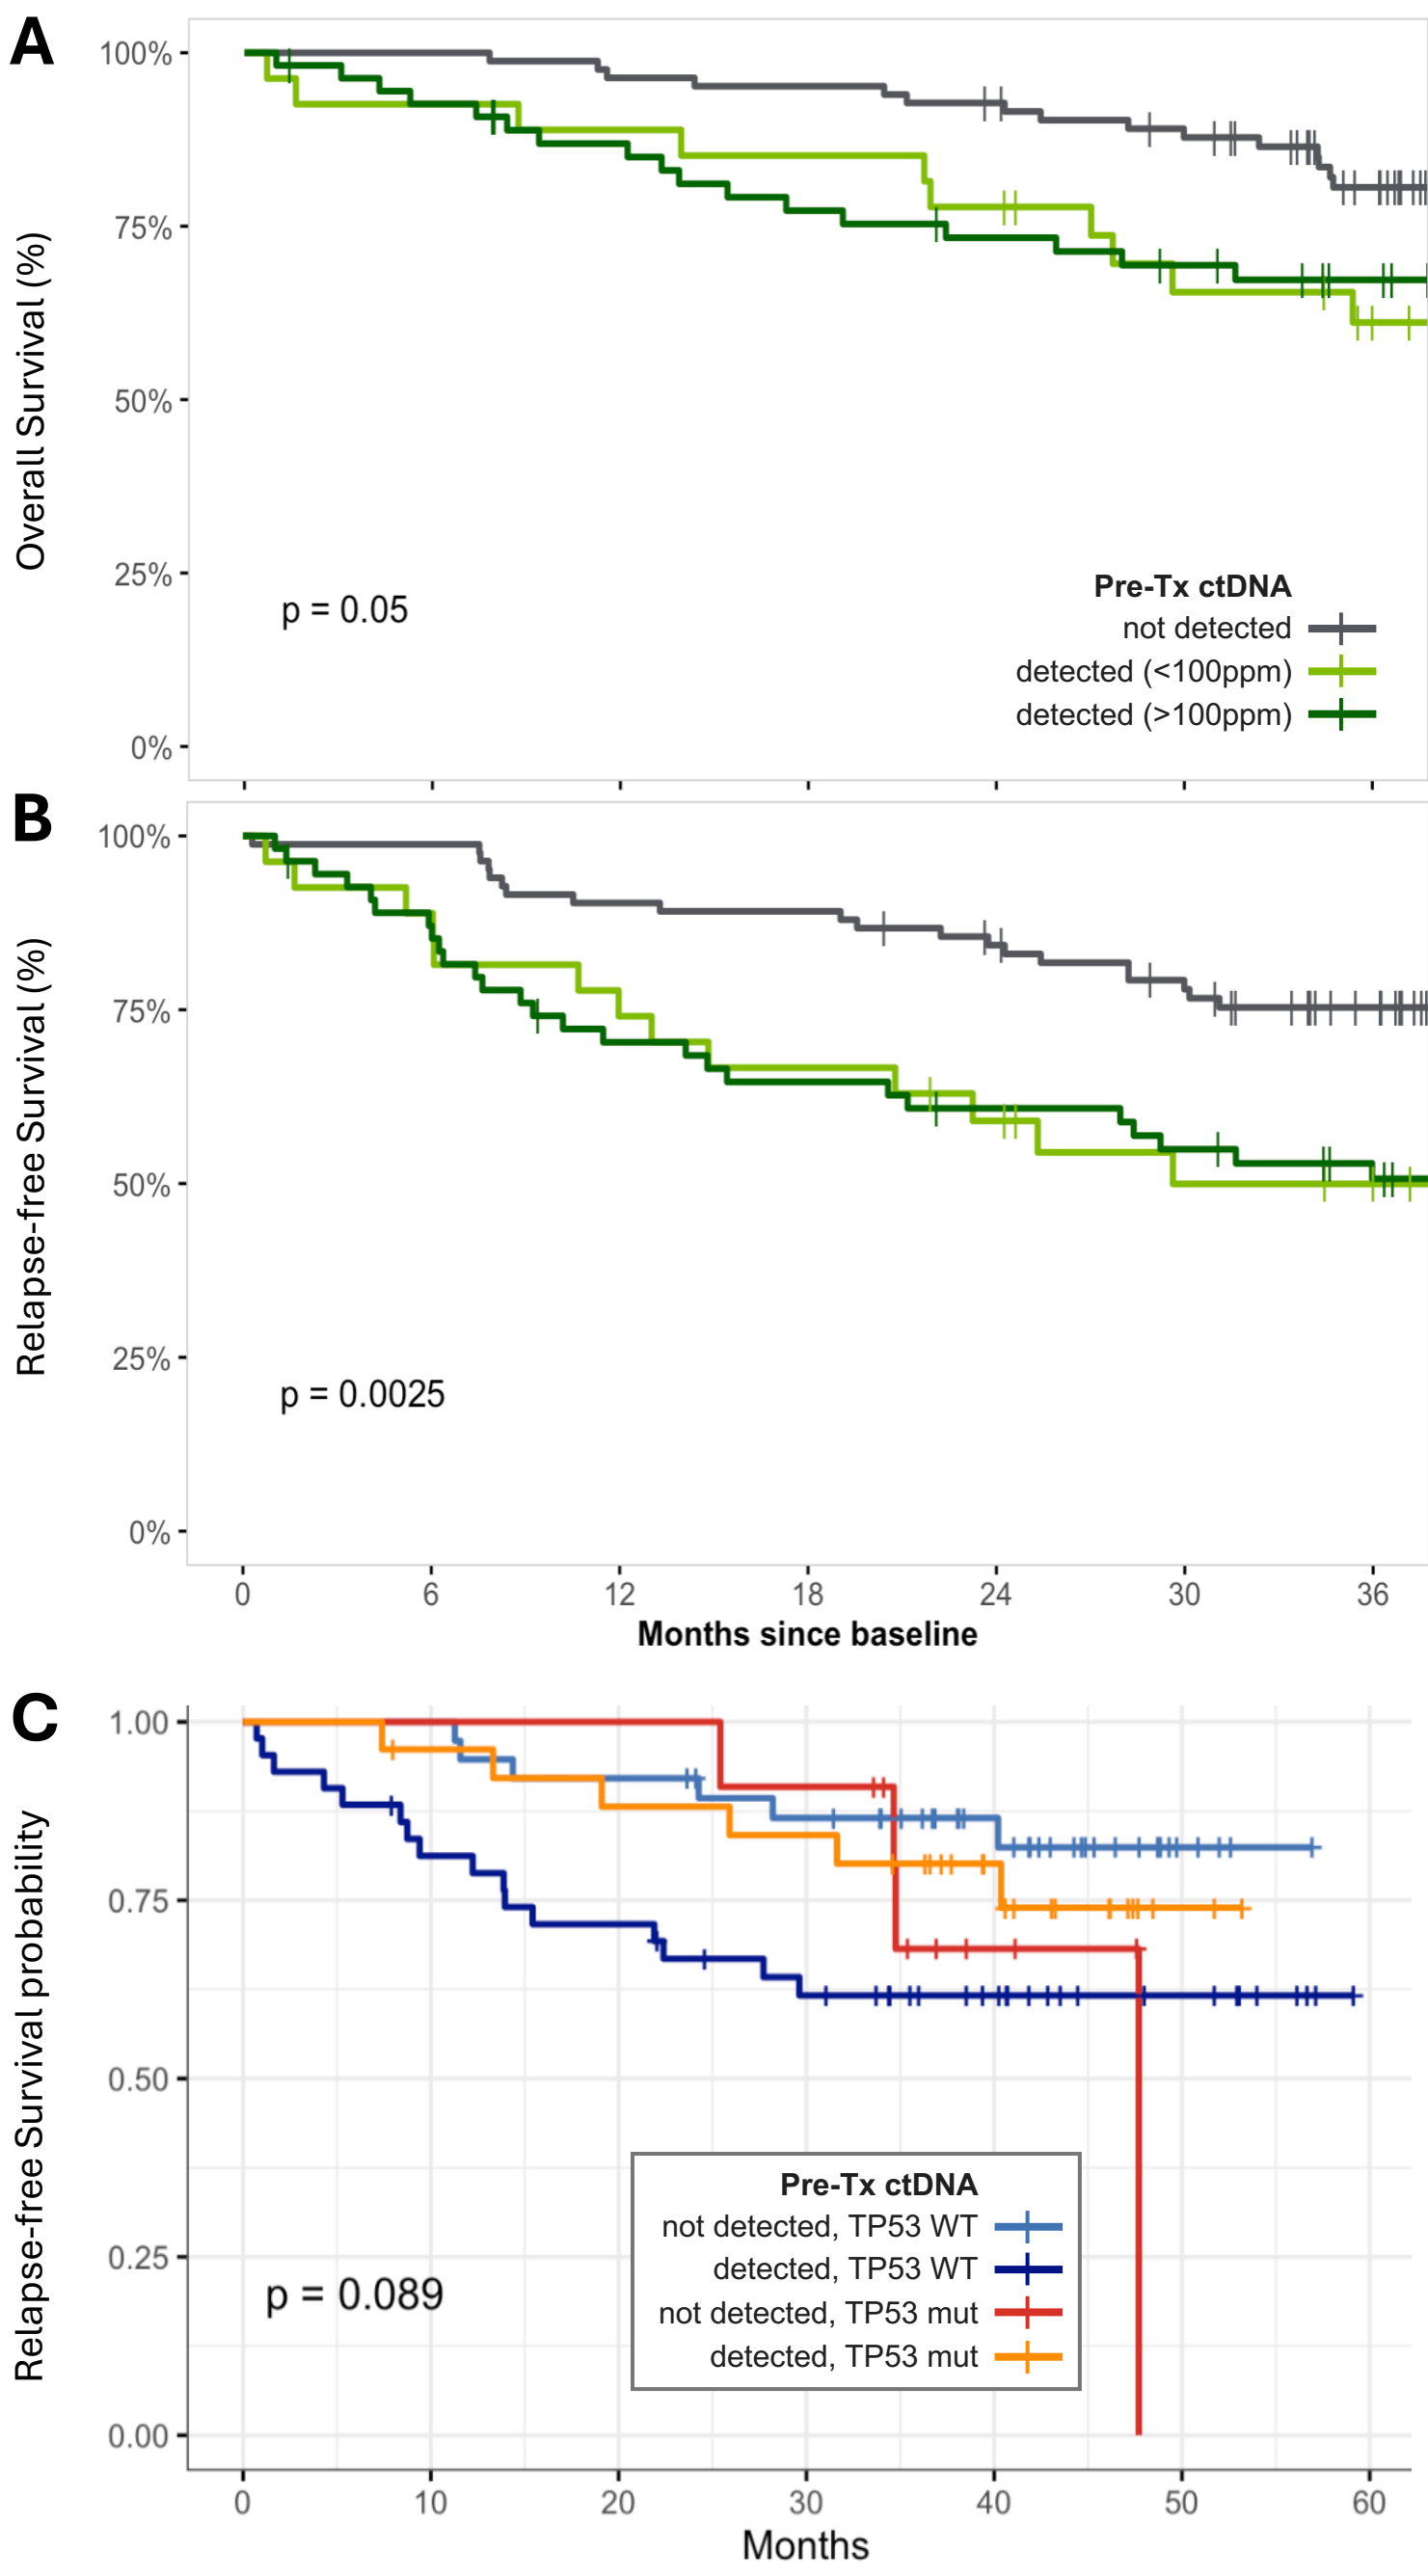 A
Overall Survival (%)
100%
75%
50%
25%
0%
p = 0.05
Pre-Tx ctDNA
not detected
detected (<100ppm)
detected (>100ppm)
B
Relapse-free Survival (%)
100%
75%
50%
25%
0%
p = 0.0025
0 6 12 18 24 30 36
Months since baseline
C
Relapse-free Survival probability
1.00
0.75
0.50
0.25
0.00
p = 0.089
Pre-Tx ctDNA
not detected, TP53 WT
detected, TP53 WT
not detected, TP53 mut
detected, TP53 mut
0 10 20 30 40 50 60
Months